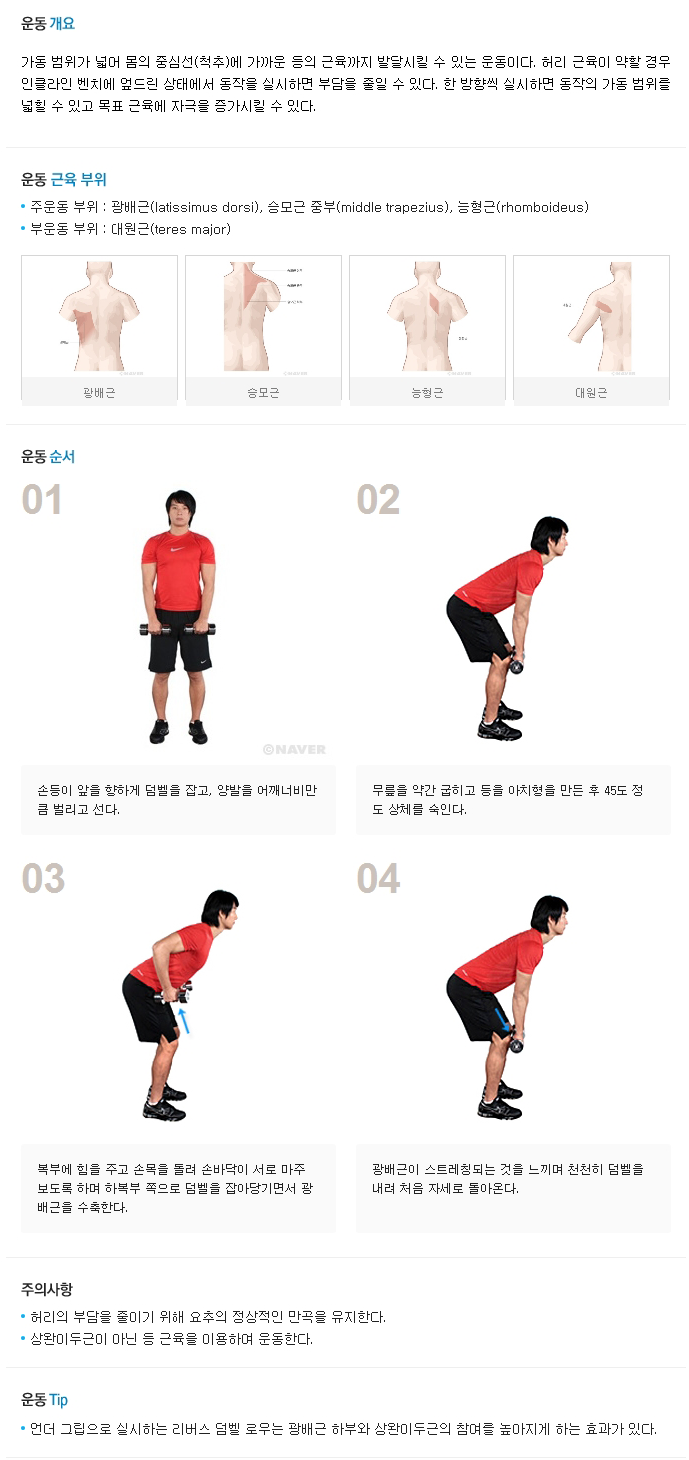 운동 개요
가동 범위가 넓어 몸의 중심선(척추)에 가까운 등의 근육까지 발달시킬 수 있는 운동이다. 허리 근육이 약할 경우
인클라인 벤치에 엎드린 상태에서 동작을 실시하면 부담을 줄일 수 있다. 한 방향씩 실시하면 동작의 가동 범위를
넓힐 수 있고 목표 근육에 자극을 증가시킬 수 있다.
운동 근육 부위
• 주운동 부위 : 광배근(latissimus dorsi), 승모근 중부(middle trapezius), 능형근(rhomboideus)
• 부운동 부위 : 대원근(teres major)
광배근
승모근
능형근
대원근
운동 순서
01
02
©NAVER
손등이 앞을 향하게 덤벨을 잡고, 양발을 어깨너비만
큼 벌리고 선다.
무릎을 약간 굽히고 등을 아치형을 만든 후 45도 정
도 상체를 숙인다.
03
04
복부에 힘을 주고 손목을 돌려 손바닥이 서로 마주
보도록 하며 하복부 쪽으로 덤벨을 잡아당기면서 광
배근을 수축한다.
광배근이 스트레칭되는 것을 느끼며 천천히 덤벨을
내려 처음 자세로 돌아온다.
주의사항
• 허리의 부담을 줄이기 위해 요추의 정상적인 만곡을 유지한다.
• 상완이두근이 아닌 등 근육을 이용하여 운동한다.
운동 Tip
• 언더 그립으로 실시하는 리버스 덤벨 로우는 광배근 하부와 상완이두근의 참여를 높아지게 하는 효과가 있다.